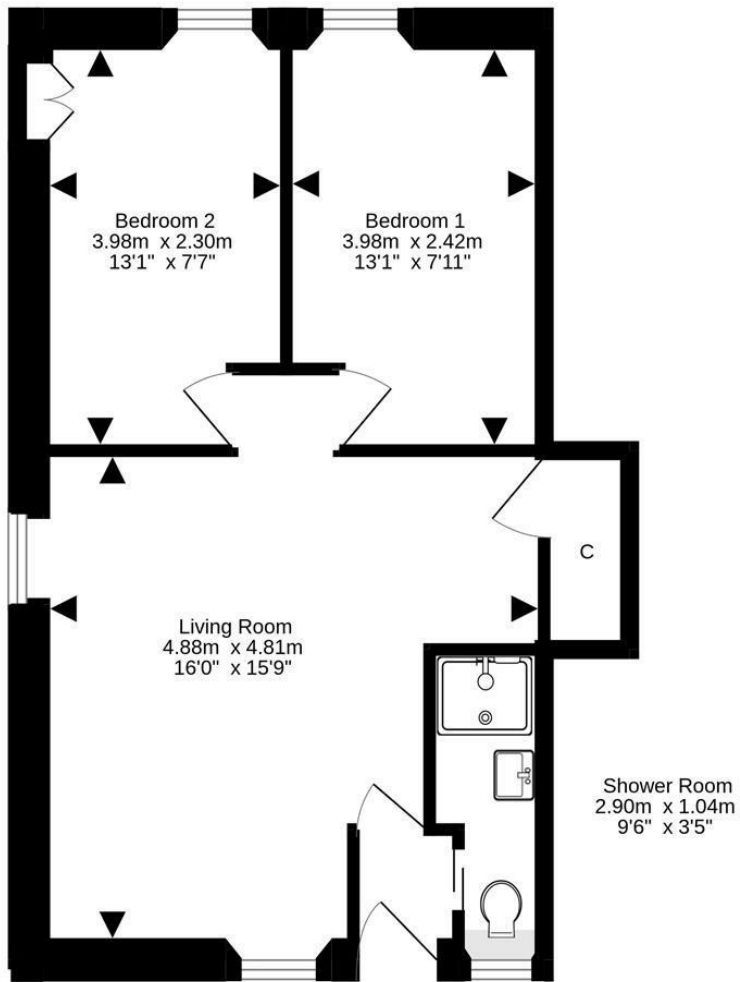 Bedroom 2
3.98m x 2.30m
13'1" x 7'7"
Bedroom 1
3.98m x 2.42m
13'1" x 7'11"
C
Living Room
4.88m x 4.81m
16'0" x 15'9"
Shower Room
2.90m x 1.04m
9'6" x 3'5"